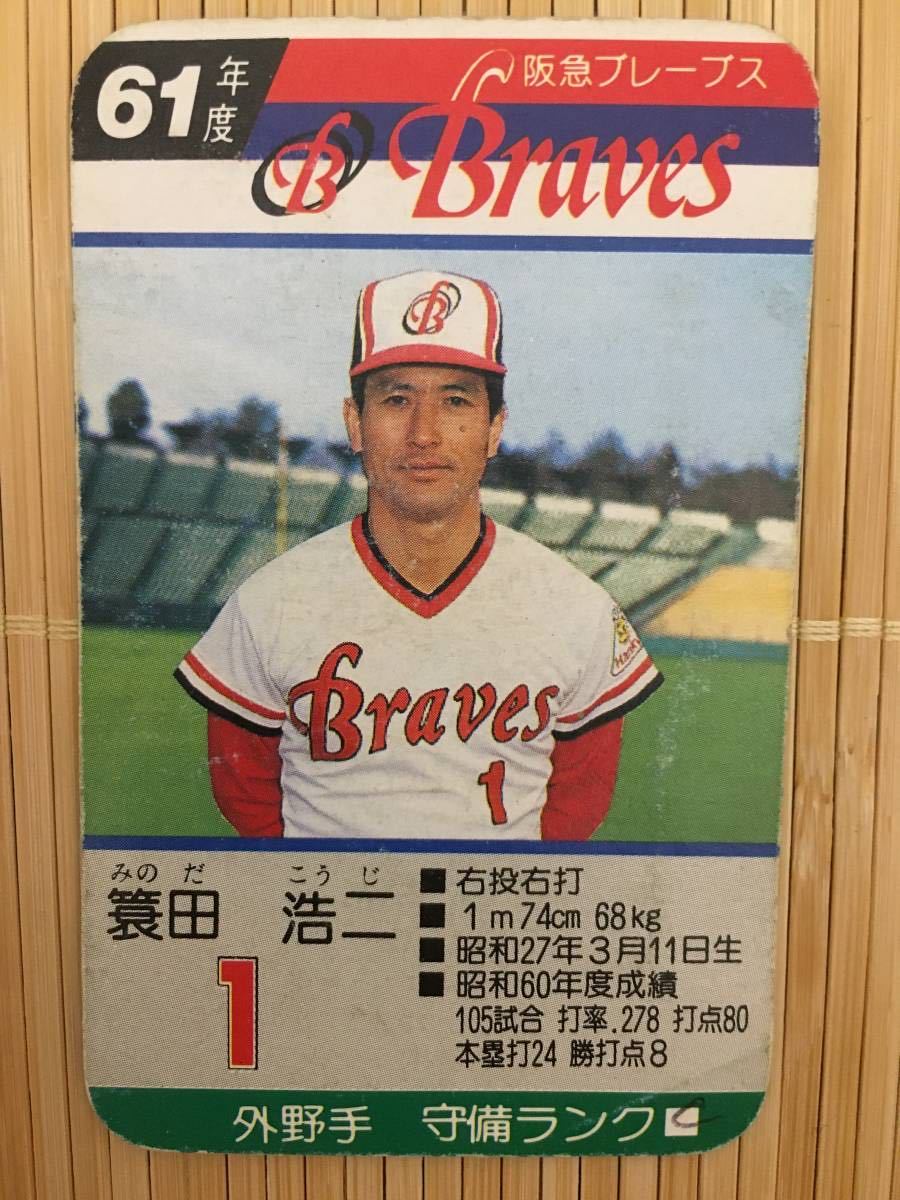 61年度
阪急ブレーブス
B Braves
B
Braves
1
みの だ こう じ
簑田 浩二
1
■ 右投右打
■ 1m74cm 68kg
■ 昭和27年3月11日生
■ 昭和60年度成績
105試合 打率.278 打点80
本塁打24 勝打点8
外野手 守備ランク C